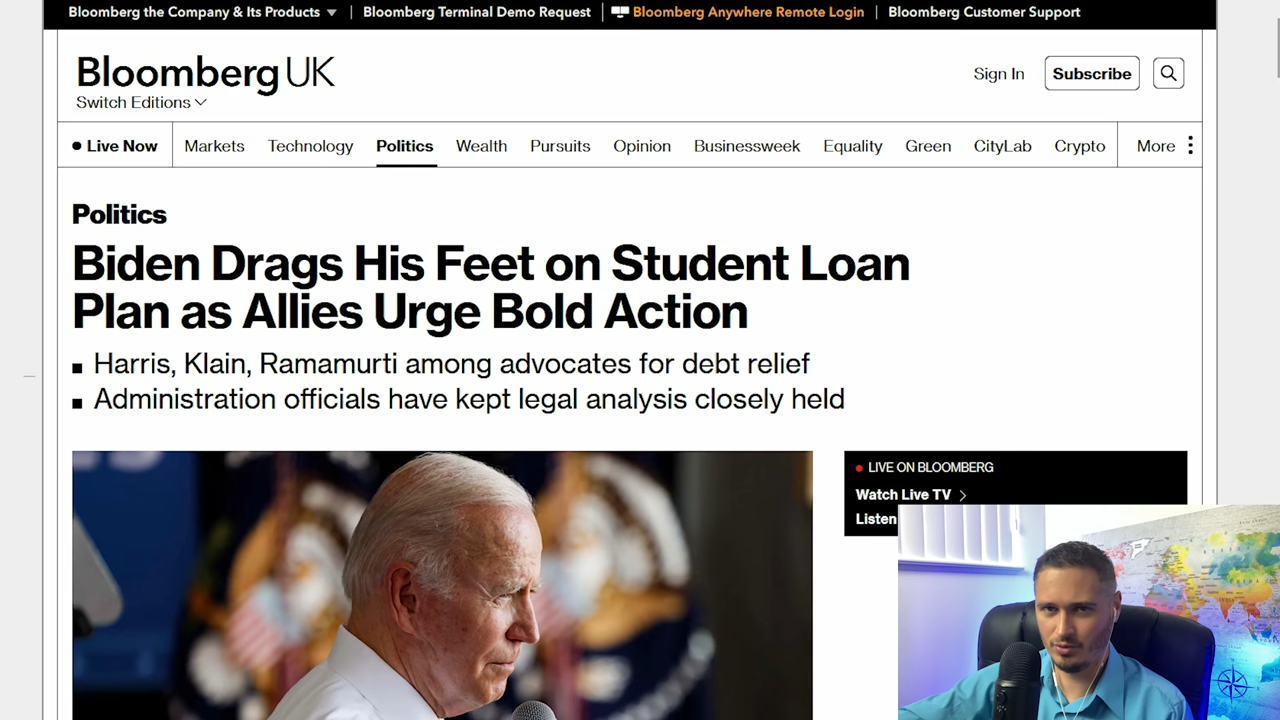 Bloomberg the Company & Its Products
Bloomberg Terminal Demo Request
Bloomberg Anywhere Remote Login
Bloomberg Customer Support
Bloomberg UK
Switch Editions
Sign In
Subscribe
Live Now
Markets
Technology
Politics
Wealth
Pursuits
Opinion
Businessweek
Equality
Green
CityLab
Crypto
More
Politics
Biden Drags His Feet on Student Loan
Plan as Allies Urge Bold Action
Harris, Klain, Ramamurti among advocates for debt relief
Administration officials have kept legal analysis closely held
LIVE ON BLOOMBERG
Watch Live TV
Listen